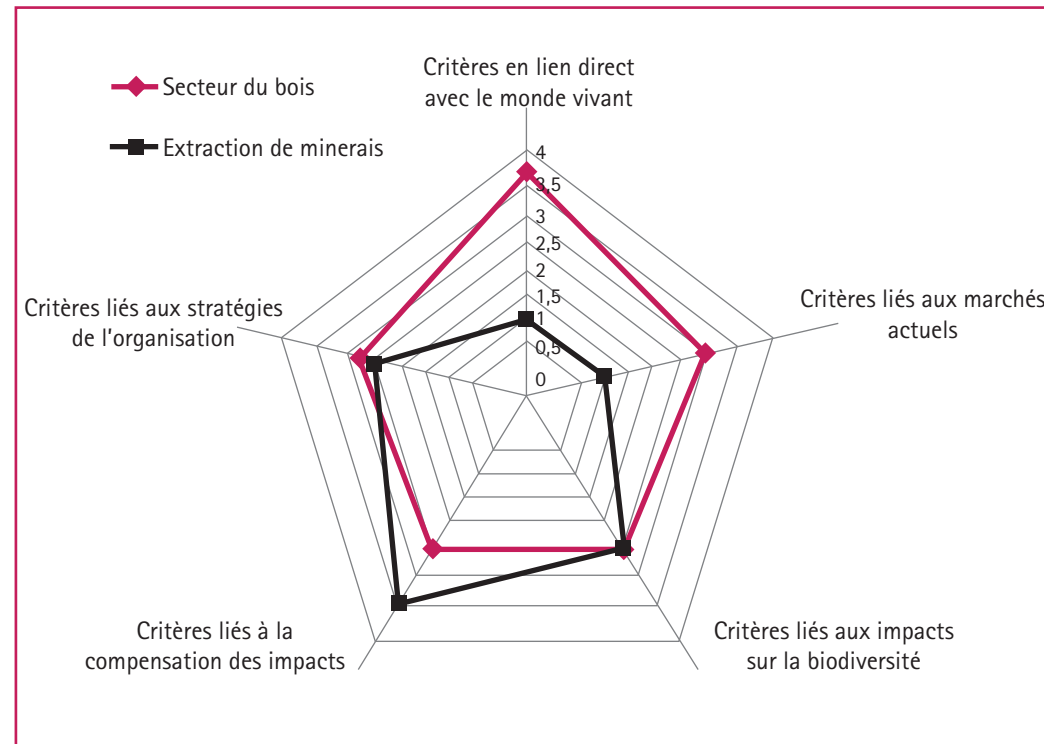 Secteur du bois
Extraction de minerais
Critères en lien direct
avec le monde vivant
4
3,5
3
2,5
2
1,5
1
0,5
0
Critères liés aux marchés
actuels
Critères liés aux impacts
sur la biodiversité
Critères liés à la
compensation des impacts
Critères liés aux stratégies
de l'organisation